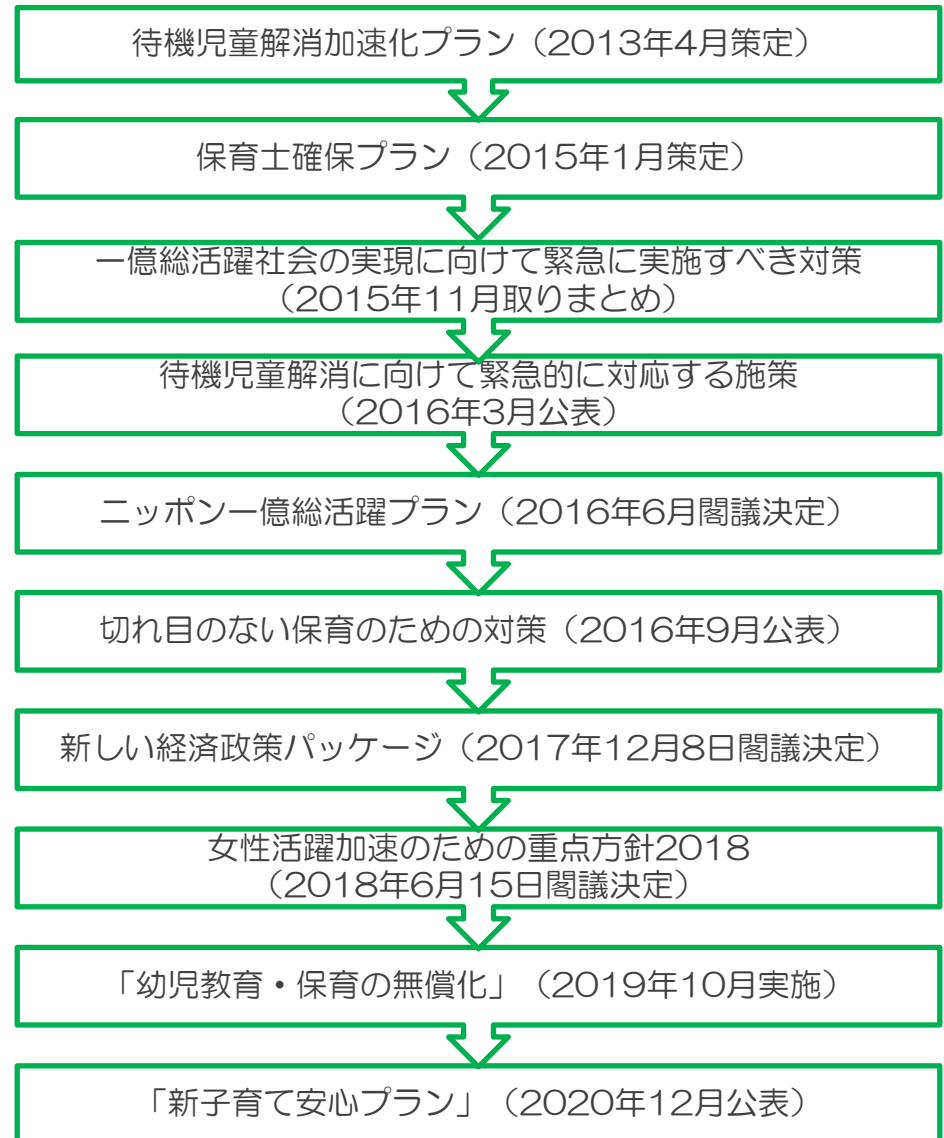 待機児童解消加速化プラン（2013年4月策定）
保育士確保プラン（2015年1月策定）
一億総活躍社会の実現に向けて緊急に実施すべき対策
（2015年11月取りまとめ）
待機児童解消に向けて緊急的に対応する施策
（2016年3月公表）
ニッポン一億総活躍プラン（2016年6月閣議決定）
切れ目のない保育のための対策（2016年9月公表）
新しい経済政策パッケージ（2017年12月8日閣議決定）
女性活躍加速のための重点方針2018
（2018年6月15日閣議決定）
「幼児教育・保育の無償化」（2019年10月実施）
「新子育て安心プラン」（2020年12月公表）